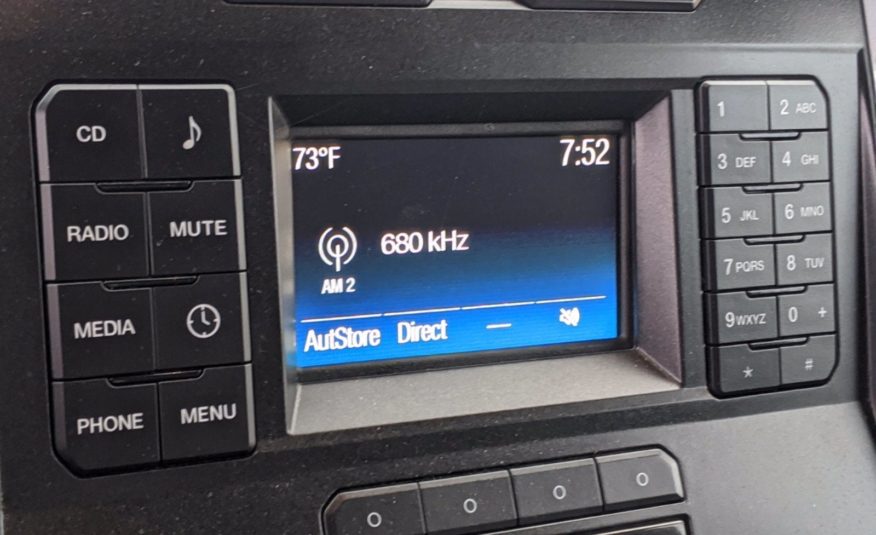 CD
RADIO
MUTE
MEDIA
PHONE
MENU
73°F
7:52
680 kHz
AM 2
AutStore
Direct
1
2 ABC
3 DEF
4 GHI
5 JKL
6 MNO
7 PQRS
8 TUV
9 WXYZ
0 +
*
#